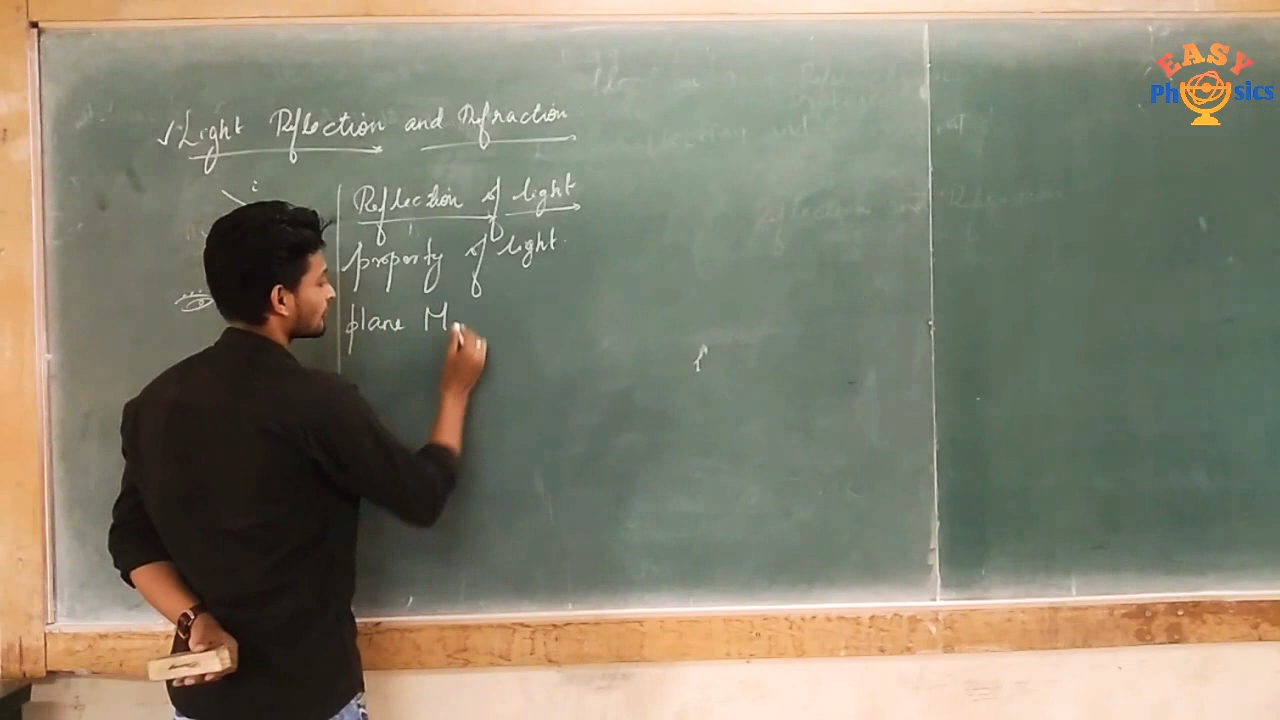 Light Reflection and Refraction
i
Reflection of light
property of light.
plane M
EASY
Physics